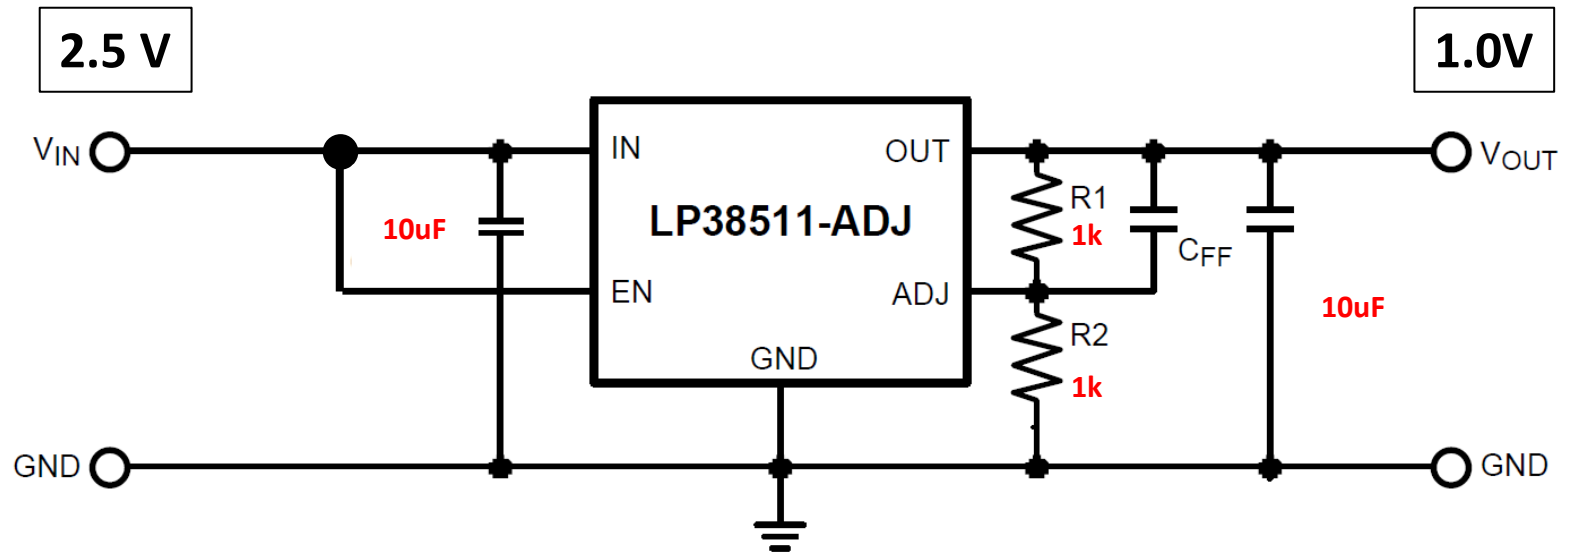 2.5 V
1.0V
VIN
IN
OUT
VOUT
R1
10uF
LP38511-ADJ
1k
CFF
EN
ADJ
10uF
R2
GND
1k
GND
GND